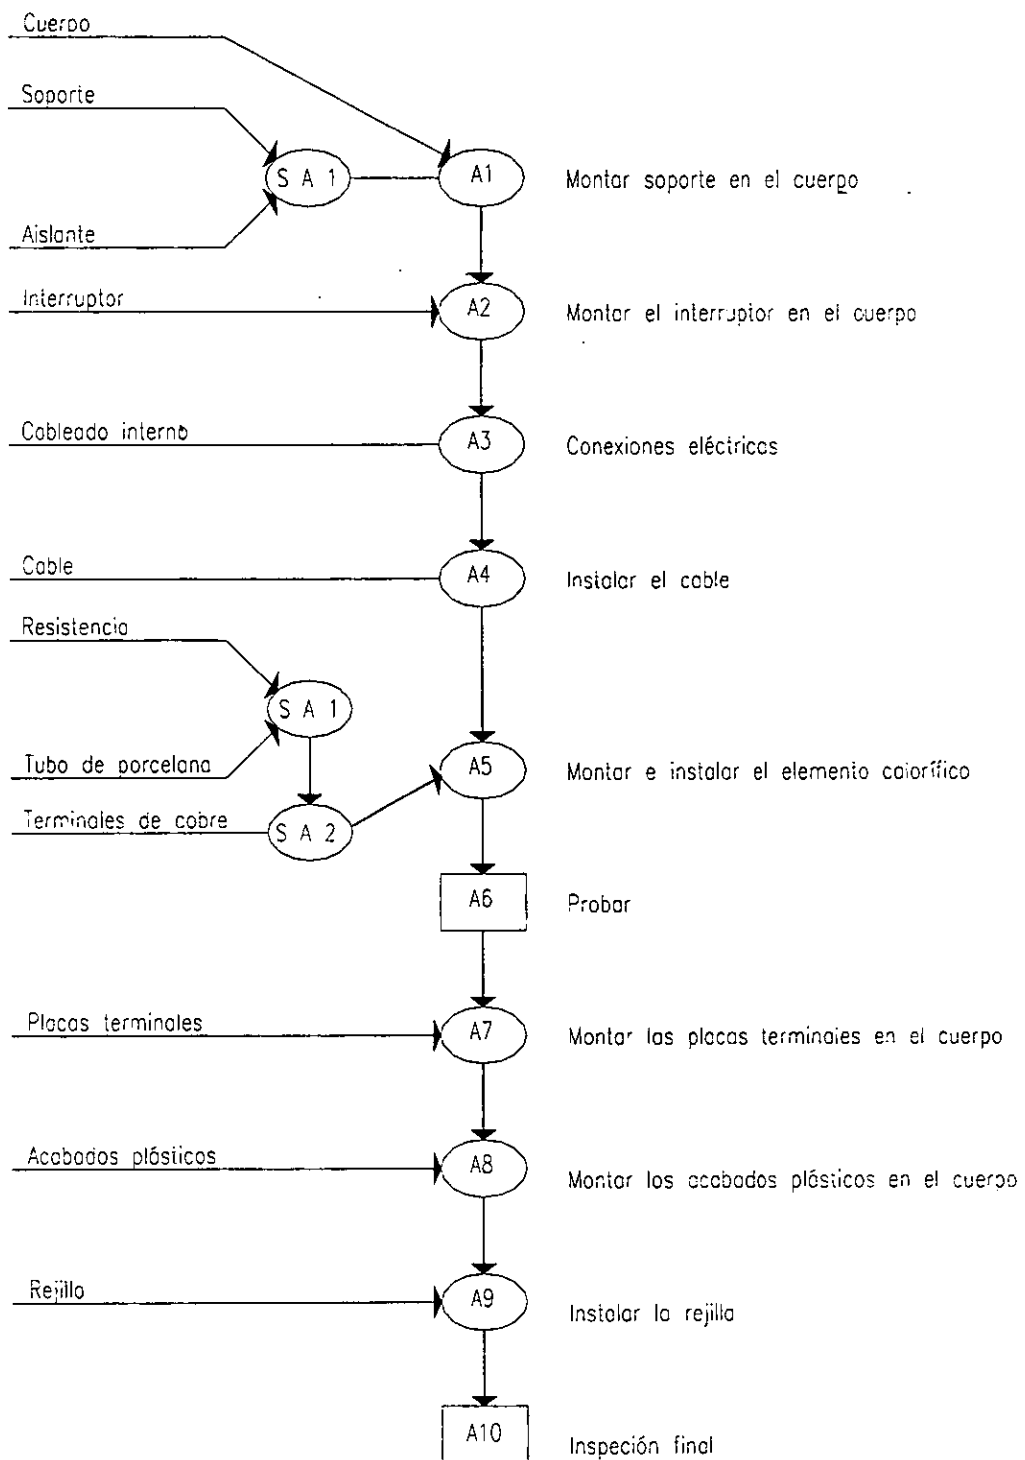 Cuerpo
Soporte
S A 1
A1
Montar soporte en el cuerpo
Aislante
Interruptor
A2
Montar el interruptor en el cuerpo
Cableado interno
A3
Conexiones eléctricas
Cable
A4
Instalar el cable
Resistencia
S A 1
Tubo de porcelana
A5
Montar e instalar el elemento calorífico
Terminales de cobre
S A 2
A6
Probar
Placas terminales
A7
Montar las placas terminales en el cuerpo
Acabados plásticos
A8
Montar los acabados plásticos en el cuerpo
Rejilla
A9
Instalar la rejilla
A10
Inspeción final